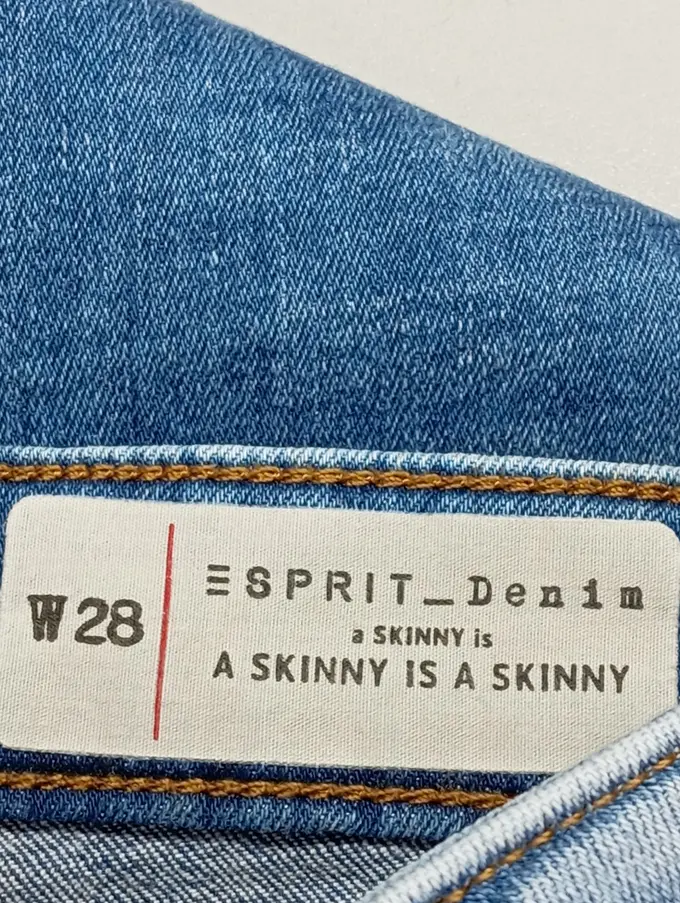 W28
ESPRIT_Denim
a SKINNY is
A SKINNY IS A SKINNY